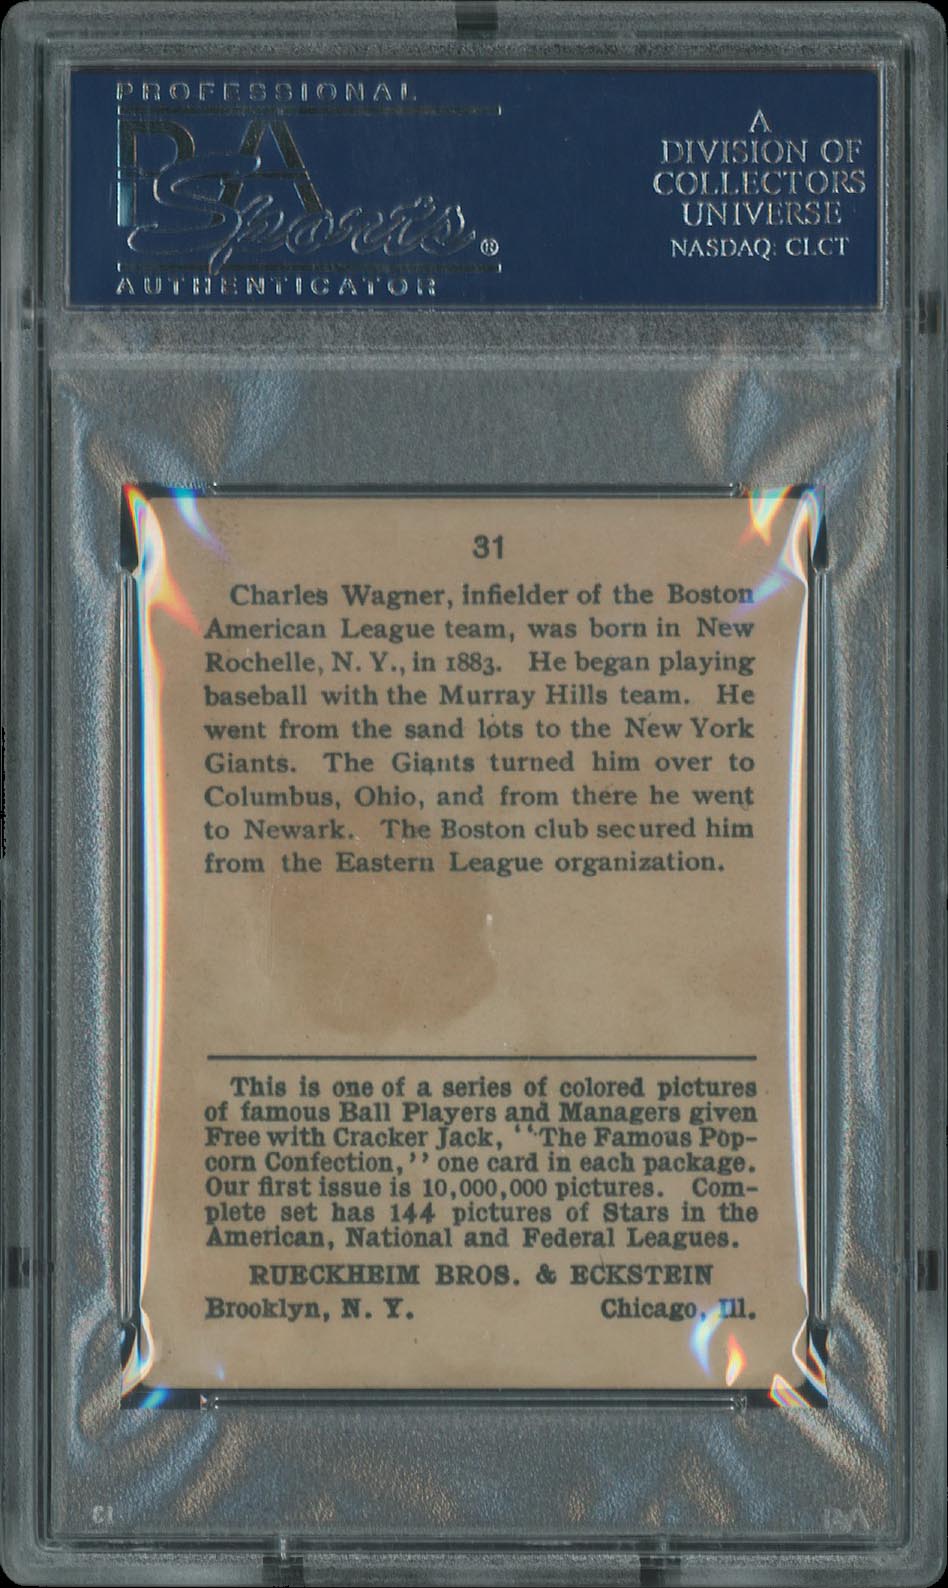 PROFESSIONAL
PSA
Sports®
AUTHENTICATOR
A
DIVISION OF
COLLECTORS
UNIVERSE
NASDAQ: CLCT
31
Charles Wagner, infielder of the Boston
American League team, was born in New
Rochelle, N. Y., in 1883. He began playing
baseball with the Murray Hills team. He
went from the sand lots to the New York
Giants. The Giants turned him over to
Columbus, Ohio, and from there he went
to Newark. The Boston club secured him
from the Eastern League organization.
This is one of a series of colored pictures
of famous Ball Players and Managers given
Free with Cracker Jack, "The Famous Pop-
corn Confection," one card in each package.
Our first issue is 10,000,000 pictures. Com-
plete set has 144 pictures of Stars in the
American, National and Federal Leagues.
RUECKHEIM BROS. & ECKSTEIN
Brooklyn, N. Y. Chicago, Ill.